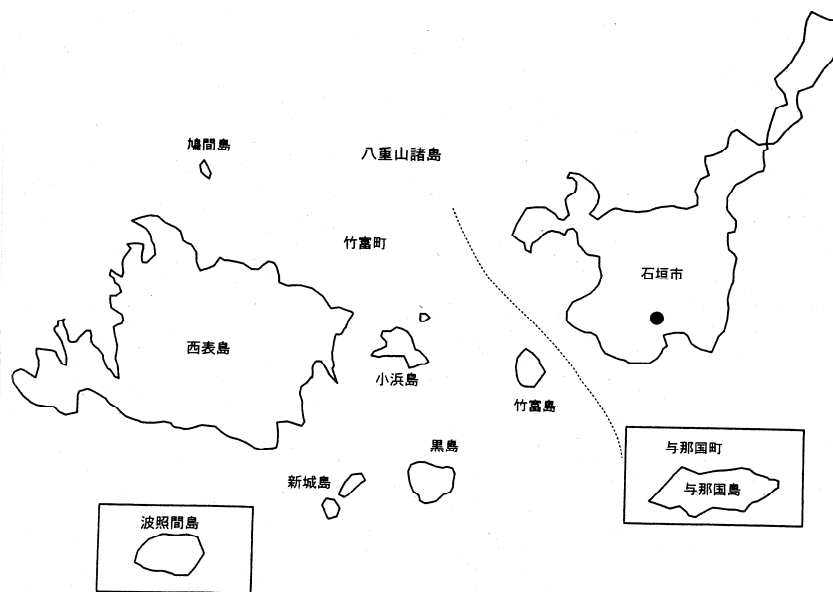 鳩間島
八重山諸島
竹富町
石垣市
西表島
小浜島
竹富島
黒島
与那国町
新城島
与那国島
波照間島